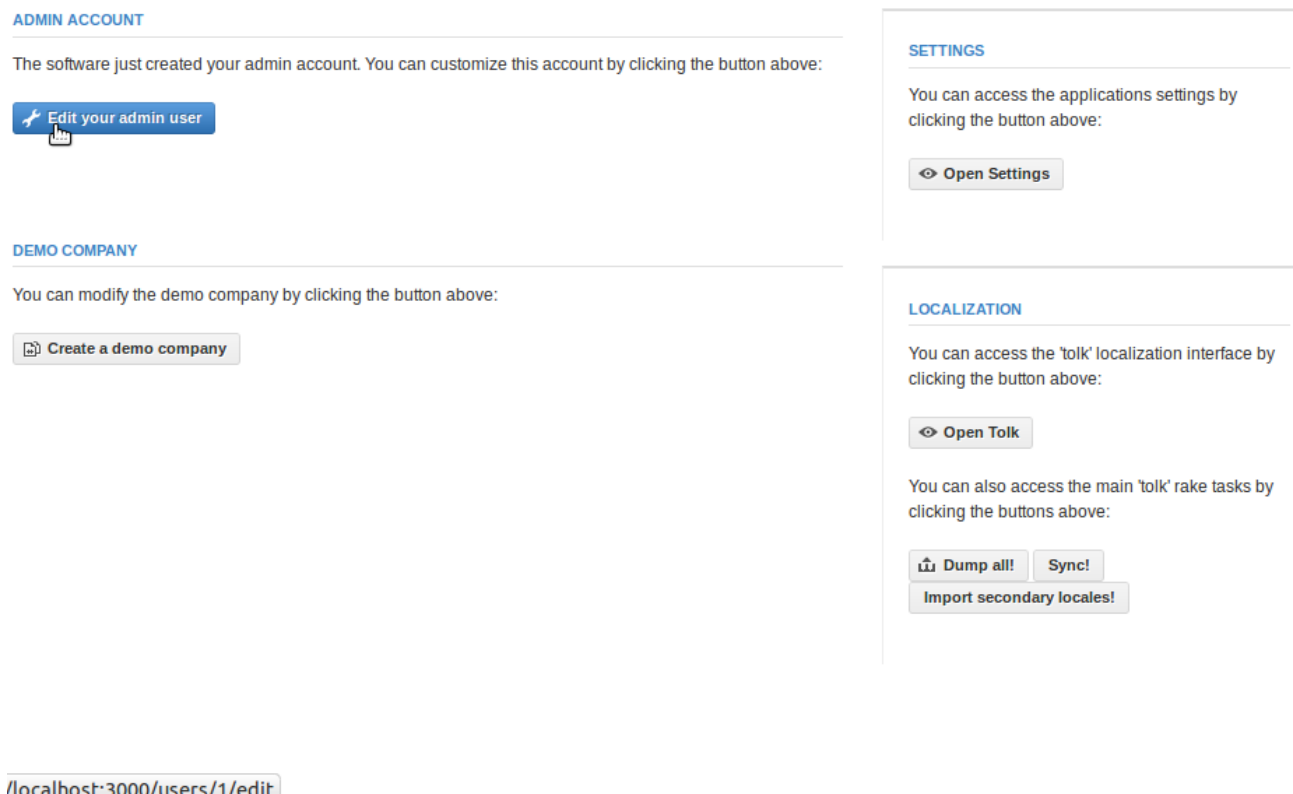 ADMIN ACCOUNT
The software just created your admin account. You can customize this account by clicking the button above:
Edit your admin user
DEMO COMPANY
You can modify the demo company by clicking the button above:
Create a demo company
SETTINGS
You can access the applications settings by
clicking the button above:
Open Settings
LOCALIZATION
You can access the 'tolk' localization interface by
clicking the button above:
Open Tolk
You can also access the main 'tolk' rake tasks by
clicking the buttons above:
Dump all!
Sync!
Import secondary locales!
/localhost:3000/users/1/edit